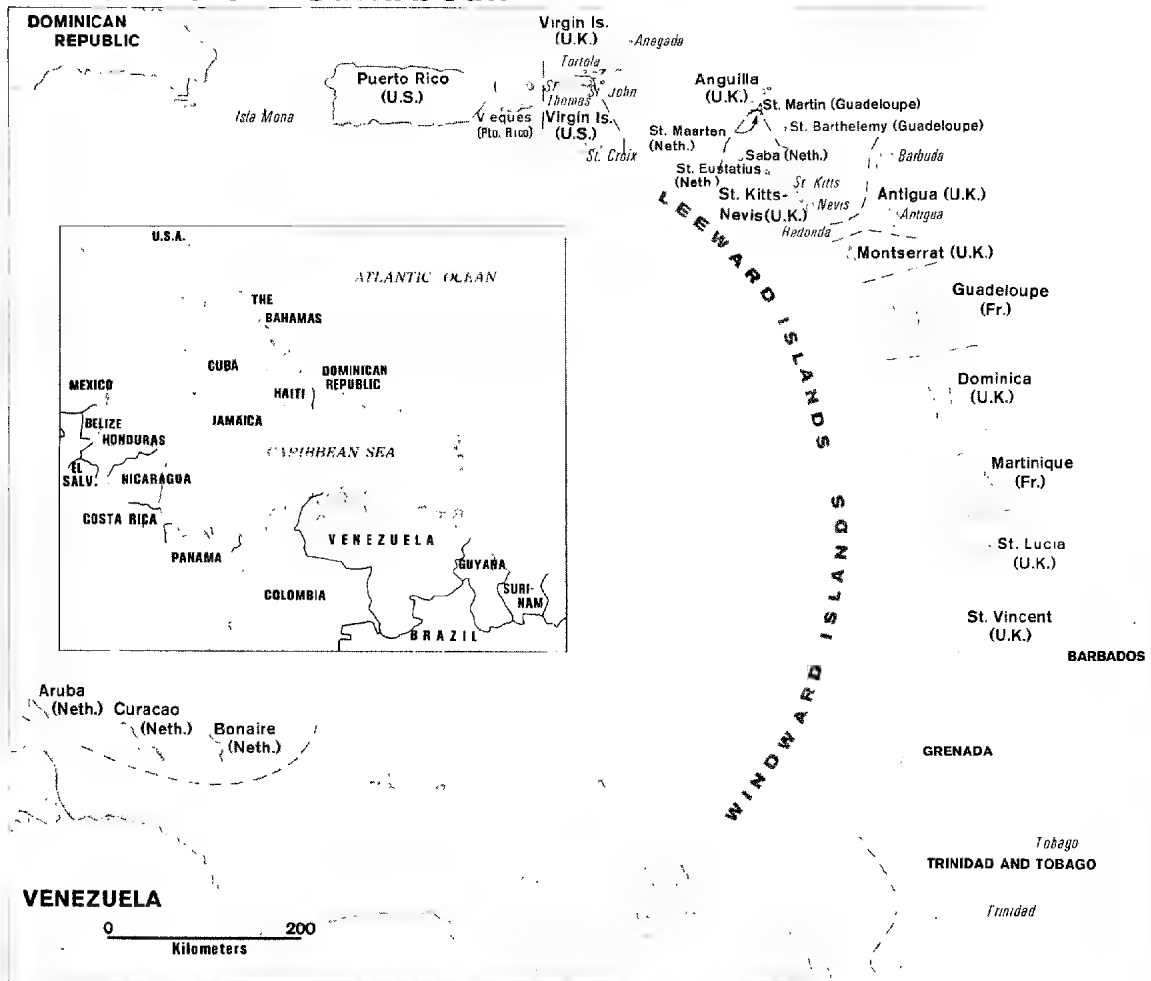 DOMINICAN
REPUBLIC
Isla Mona
Puerto Rico
(U.S.)
V eques
(Pto. Rico)
Virgin Is.
(U.K.)
Anegada
Tortola
St
Thomas
St John
Virgin Is.
(U.S.)
St. Croix
Anguilla
(U.K.)
St. Martin (Guadeloupe)
St. Barthelemy (Guadeloupe)
St. Maarten
(Neth.)
Saba (Neth.)
St. Eustatius
(Neth)
Barbuda
St Kitts
St. Kitts-
Nevis
Nevis(U.K.)
Antigua (U.K.)
Antigua
Redonda
Montserrat (U.K.)
Guadeloupe
(Fr.)
Dominica
(U.K.)
Martinique
(Fr.)
St. Lucia
(U.K.)
St. Vincent
(U.K.)
BARBADOS
GRENADA
Tobago
TRINIDAD AND TOBAGO
Trinidad
LEEWARD ISLANDS
WINDWARD ISLANDS
U.S.A.
ATLANTIC OCEAN
THE
BAHAMAS
CUBA
DOMINICAN
REPUBLIC
HAITI
MEXICO
JAMAICA
BELIZE
HONDURAS
CARIBBEAN SEA
EL
SALV.
NICARAGUA
COSTA RICA
PANAMA
VENEZUELA
GUYANA
COLOMBIA
SURI-
NAM
BRAZIL
Aruba
(Neth.)
Curacao
(Neth.)
Bonaire
(Neth.)
VENEZUELA
0 200
Kilometers